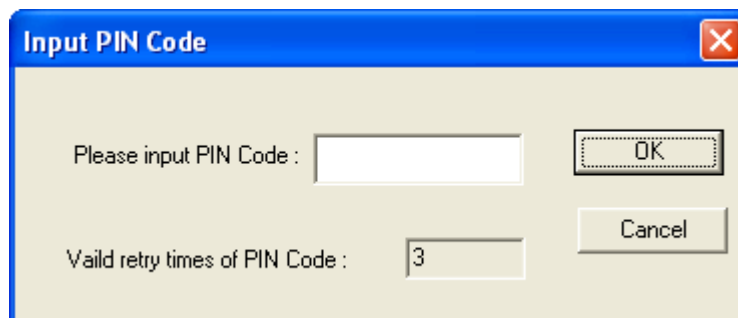 Input PIN Code
Please input PIN Code :
OK
Cancel
Vaild retry times of PIN Code :
3